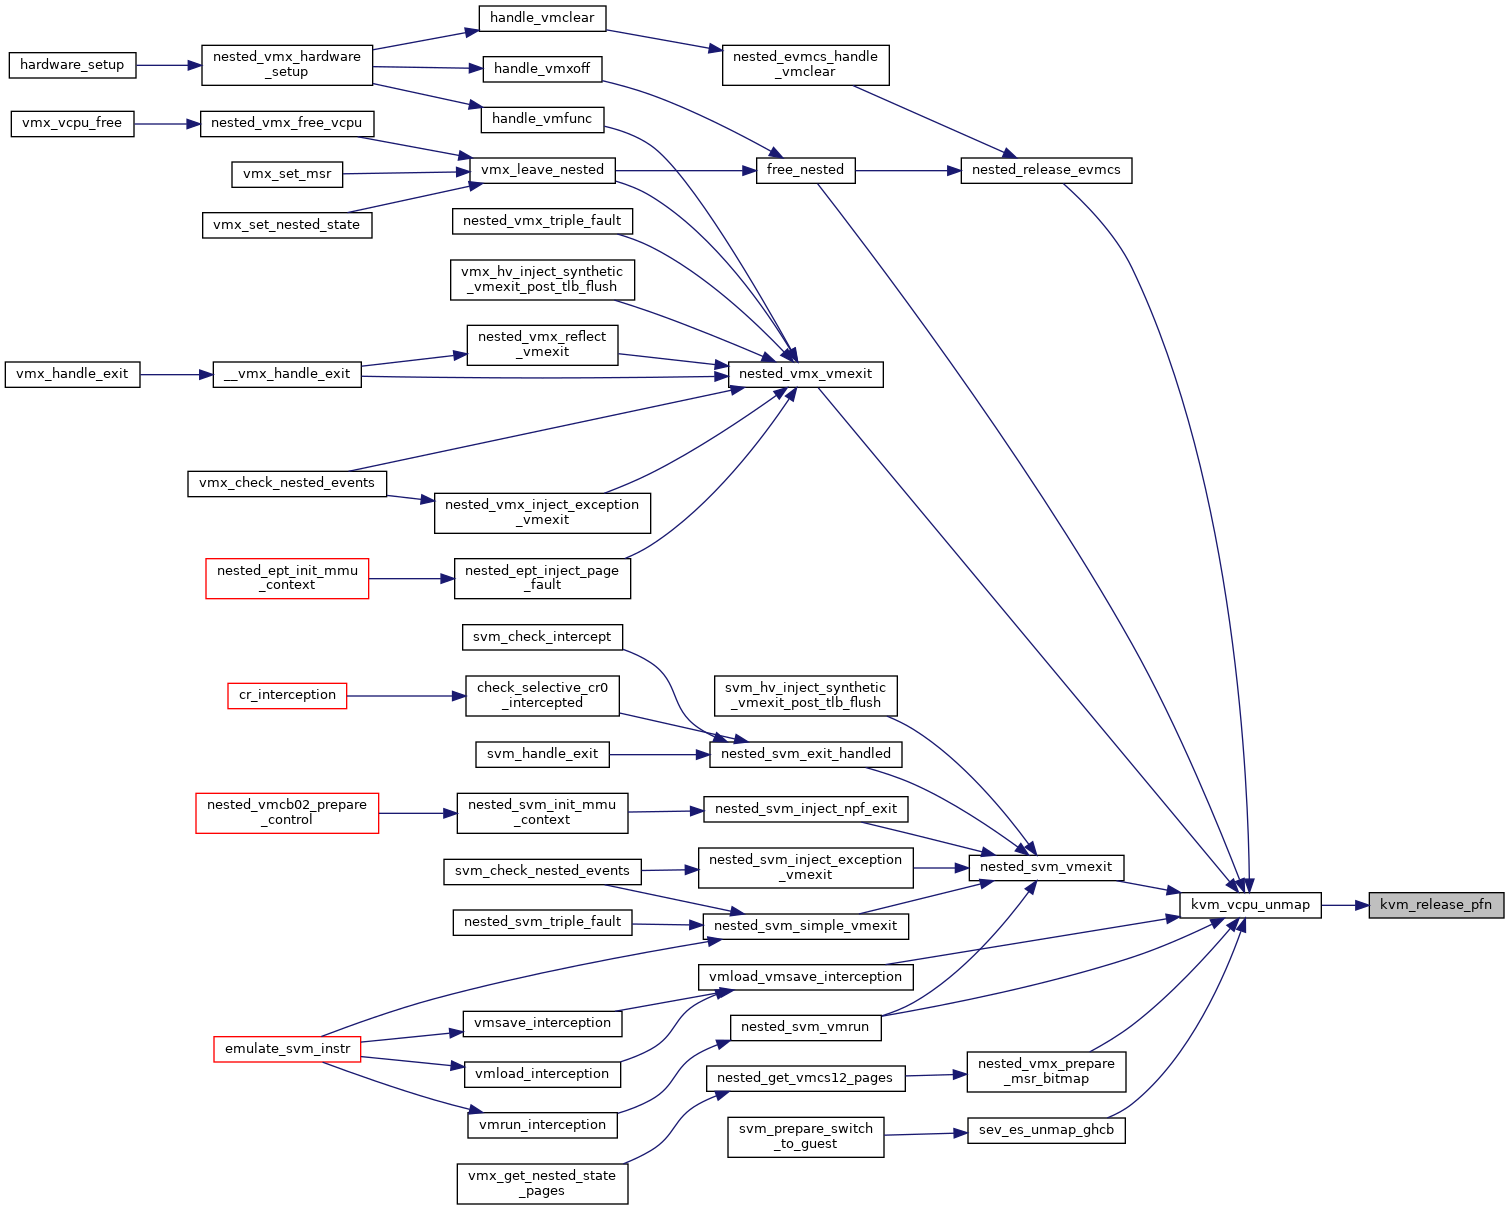 handle_vmclear
nested_vmx_hardware
_setup
hardware_setup
nested_evmcs_handle
_vmclear
handle_vmxoff
handle_vmfunc
vmx_vcpu_free
nested_vmx_free_vcpu
vmx_set_msr
vmx_leave_nested
free_nested
nested_release_evmcs
vmx_set_nested_state
nested_vmx_triple_fault
vmx_hv_inject_synthetic
_vmexit_post_tlb_flush
nested_vmx_reflect
_vmexit
vmx_handle_exit
__vmx_handle_exit
nested_vmx_vmexit
vmx_check_nested_events
nested_vmx_inject_exception
_vmexit
nested_ept_init_mmu
_context
nested_ept_inject_page
_fault
svm_check_intercept
cr_interception
check_selective_cr0
_intercepted
svm_hv_inject_synthetic
_vmexit_post_tlb_flush
svm_handle_exit
nested_svm_exit_handled
nested_vmcb02_prepare
_control
nested_svm_init_mmu
_context
nested_svm_inject_npf_exit
svm_check_nested_events
nested_svm_inject_exception
_vmexit
nested_svm_vmexit
kvm_vcpu_unmap
kvm_release_pfn
nested_svm_triple_fault
nested_svm_simple_vmexit
vmload_vmsave_interception
vmsave_interception
nested_svm_vmrun
emulate_svm_instr
vmload_interception
nested_get_vmcs12_pages
nested_vmx_prepare
_msr_bitmap
vmrun_interception
svm_prepare_switch
_to_guest
sev_es_unmap_ghcb
vmx_get_nested_state
_pages